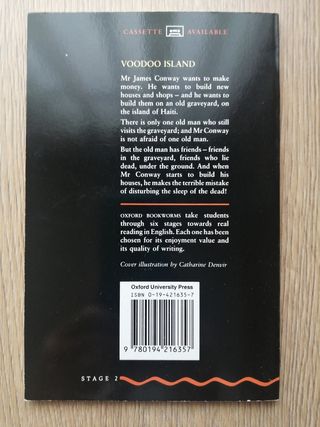 CASSETTE AVAILABLE
VOODOO ISLAND
Mr James Conway wants to make
money. He wants to build new
houses and shops – and he wants to
build them on an old graveyard, on
the island of Haiti.
There is only one old man who still
visits the graveyard; and Mr Conway
is not afraid of one old man.
But the old man has friends – friends
in the graveyard, friends who lie
dead, under the ground. And when
Mr Conway starts to build his
houses, he makes the terrible mistake
of disturbing the sleep of the dead!
OXFORD BOOKWORMS take students
through six stages towards real
reading in English. Each one has been
chosen for its enjoyment value and
its quality of writing.
Cover illustration by Catharine Denvir
Oxford University Press
ISBN 0-19-421635-7
9 780194 216357
STAGE 2